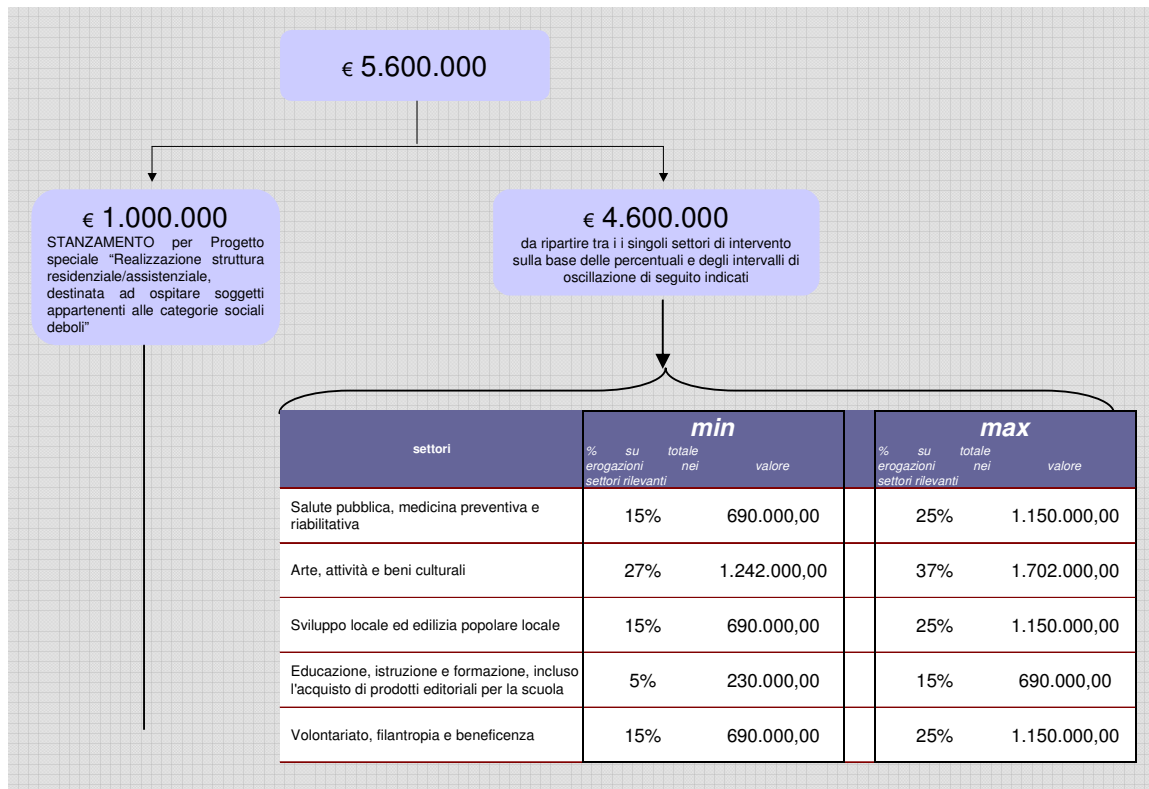 € 5.600.000
€ 1.000.000
STANZAMENTO per Progetto
speciale “Realizzazione struttura
residenziale/assistenziale,
destinata ad ospitare soggetti
appartenenti alle categorie sociali
deboli”
€ 4.600.000
da ripartire tra i i singoli settori di intervento
sulla base delle percentuali e degli intervalli di
oscillazione di seguito indicati
settori
min
% su totale
erogazioni nei
settori rilevanti
valore
max
% su totale
erogazioni nei
settori rilevanti
valore
Salute pubblica, medicina preventiva e
riabilitativa
15% 690.000,00 25% 1.150.000,00
Arte, attività e beni culturali 27% 1.242.000,00 37% 1.702.000,00
Sviluppo locale ed edilizia popolare locale 15% 690.000,00 25% 1.150.000,00
Educazione, istruzione e formazione, incluso
l'acquisto di prodotti editoriali per la scuola
5% 230.000,00 15% 690.000,00
Volontariato, filantropia e beneficenza 15% 690.000,00 25% 1.150.000,00